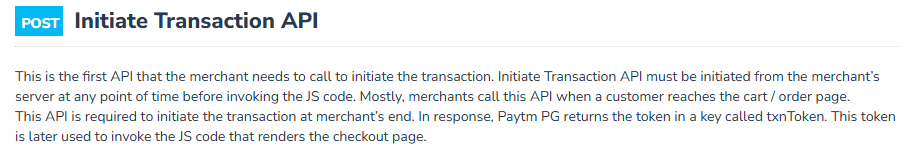 POST Initiate Transaction API
This is the first API that the merchant needs to call to initiate the transaction. Initiate Transaction API must be initiated from the merchant's
server at any point of time before invoking the JS code. Mostly, merchants call this API when a customer reaches the cart / order page.
This API is required to initiate the transaction at merchant's end. In response, Paytm PG returns the token in a key called txnToken. This token
is later used to invoke the JS code that renders the checkout page.